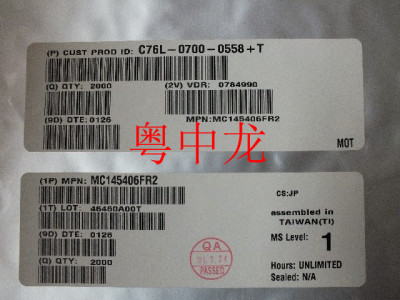 (P) CUST PROD ID: C76L-0700-0558+T
(Q) QTY: 2000 (2V) VDR: 0784990
(9D) DTE: 0126 MPN: MC145406FR2
粤中龙
MOT
(1P) MPN: MC145406FR2
CS: JP
(1T) LOT: 46460A00T
assembled in
TAIWAN(TI)
(9D) DTE: 0126
QA
PASSED
MS Level: 1
(Q) QTY: 2000
Hours: UNLIMITED
Sealed: N/A